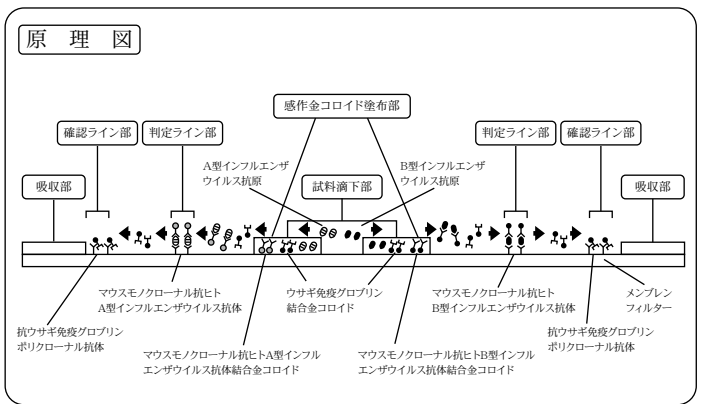 原理図
感作金コロイド塗布部
確認ライン部
判定ライン部
判定ライン部
確認ライン部
A型インフルエンザ
ウイルス抗原
B型インフルエンザ
ウイルス抗原
吸収部
試料滴下部
吸収部
マウスモノクローナル抗ヒト
A型インフルエンザウイルス抗体
ウサギ免疫グロブリン
結合金コロイド
マウスモノクローナル抗ヒト
B型インフルエンザウイルス抗体
メンブレン
フィルター
抗ウサギ免疫グロブリン
ポリクローナル抗体
抗ウサギ免疫グロブリン
ポリクローナル抗体
マウスモノクローナル抗ヒトA型インフル
エンザウイルス抗体結合金コロイド
マウスモノクローナル抗ヒトB型インフル
エンザウイルス抗体結合金コロイド